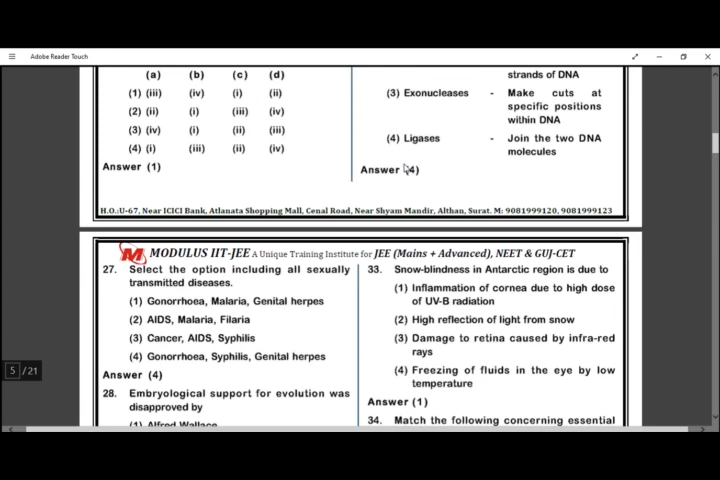 Adobe Reader Touch
(a) (b) (c) (d)
(1) (iii) (iv) (i) (ii)
(2) (ii) (i) (iii) (iv)
(3) (iv) (i) (ii) (iii)
(4) (i) (iii) (ii) (iv)
Answer (1)
strands of DNA
(3) Exonucleases - Make cuts at
specific positions
within DNA
(4) Ligases - Join the two DNA
molecules
Answer (4)
H.O.:U-67, Near ICICI Bank, Atlanata Shopping Mall, Cenal Road, Near Shyam Mandir, Althan, Surat. M: 9081999120, 9081999123
M MODULUS IIT-JEE A Unique Training Institute for JEE (Mains + Advanced), NEET & GUJ-CET
27. Select the option including all sexually
transmitted diseases.
(1) Gonorrhoea, Malaria, Genital herpes
(2) AIDS, Malaria, Filaria
(3) Cancer, AIDS, Syphilis
(4) Gonorrhoea, Syphilis, Genital herpes
Answer (4)
28. Embryological support for evolution was
disapproved by
(1) Alfred Wallace
33. Snow-blindness in Antarctic region is due to
(1) Inflammation of cornea due to high dose
of UV-B radiation
(2) High reflection of light from snow
(3) Damage to retina caused by infra-red
rays
(4) Freezing of fluids in the eye by low
temperature
Answer (1)
34. Match the following concerning essential
5 / 21